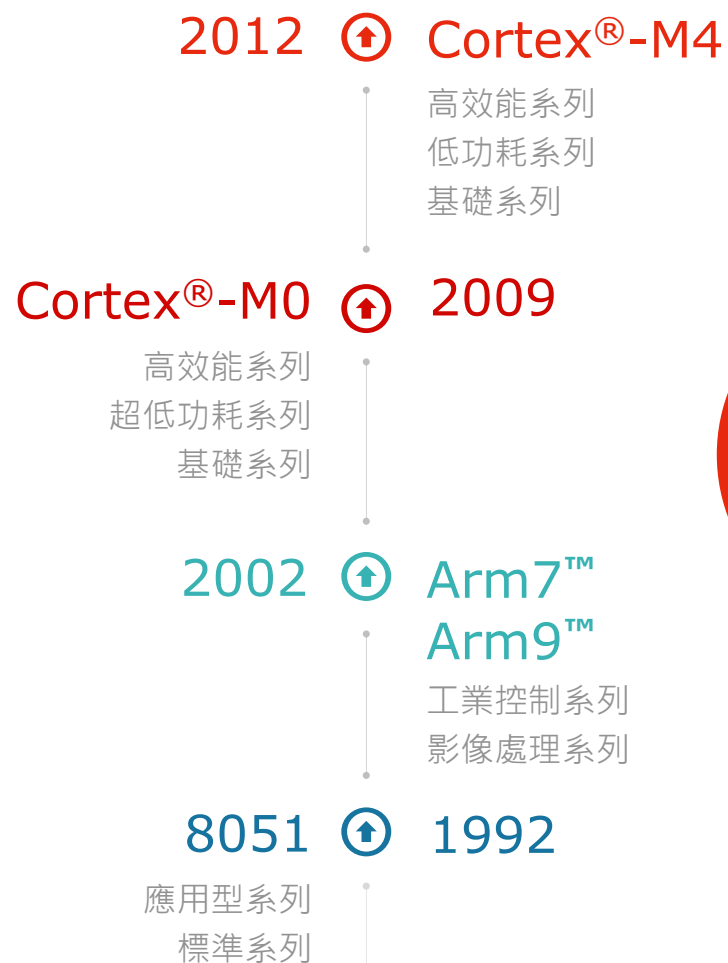 2012 Cortex®-M4
高效能系列
低功耗系列
基礎系列
Cortex®-M0 2009
高效能系列
超低功耗系列
基礎系列
2002 Arm7™
Arm9™
工業控制系列
影像處理系列
8051 1992
應用型系列
標準系列